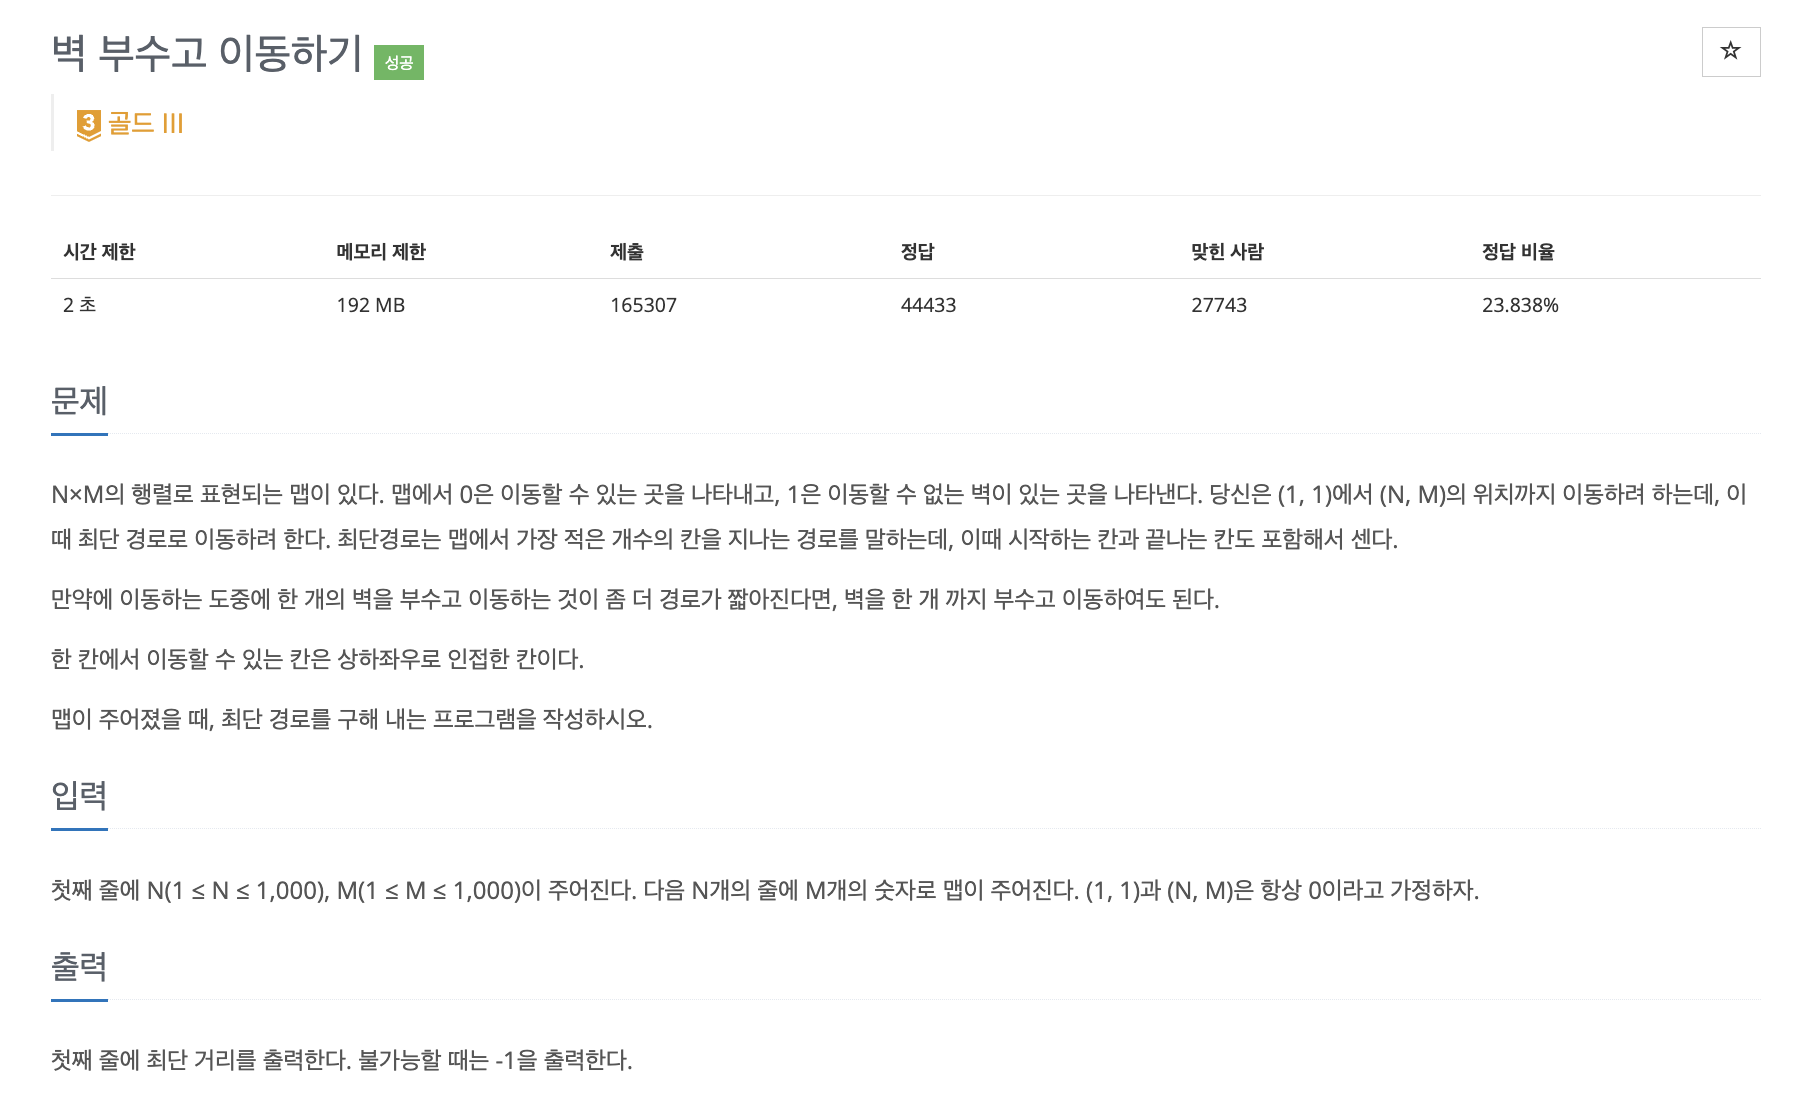 벽 부수고 이동하기 성공
3 골드 III
시간 제한 메모리 제한 제출 정답 맞힌 사람 정답 비율
2 초 192 MB 165307 44433 27743 23.838%
문제
N×M의 행렬로 표현되는 맵이 있다. 맵에서 0은 이동할 수 있는 곳을 나타내고, 1은 이동할 수 없는 벽이 있는 곳을 나타낸다. 당신은 (1, 1)에서 (N, M)의 위치까지 이동하려 하는데, 이
때 최단 경로로 이동하려 한다. 최단경로는 맵에서 가장 적은 개수의 칸을 지나는 경로를 말하는데, 이때 시작하는 칸과 끝나는 칸도 포함해서 센다.
만약에 이동하는 도중에 한 개의 벽을 부수고 이동하는 것이 좀 더 경로가 짧아진다면, 벽을 한 개 까지 부수고 이동하여도 된다.
한 칸에서 이동할 수 있는 칸은 상하좌우로 인접한 칸이다.
맵이 주어졌을 때, 최단 경로를 구해 내는 프로그램을 작성하시오.
입력
첫째 줄에 N(1 ≤ N ≤ 1,000), M(1 ≤ M ≤ 1,000)이 주어진다. 다음 N개의 줄에 M개의 숫자로 맵이 주어진다. (1, 1)과 (N, M)은 항상 0이라고 가정하자.
출력
첫째 줄에 최단 거리를 출력한다. 불가능할 때는 -1을 출력한다.